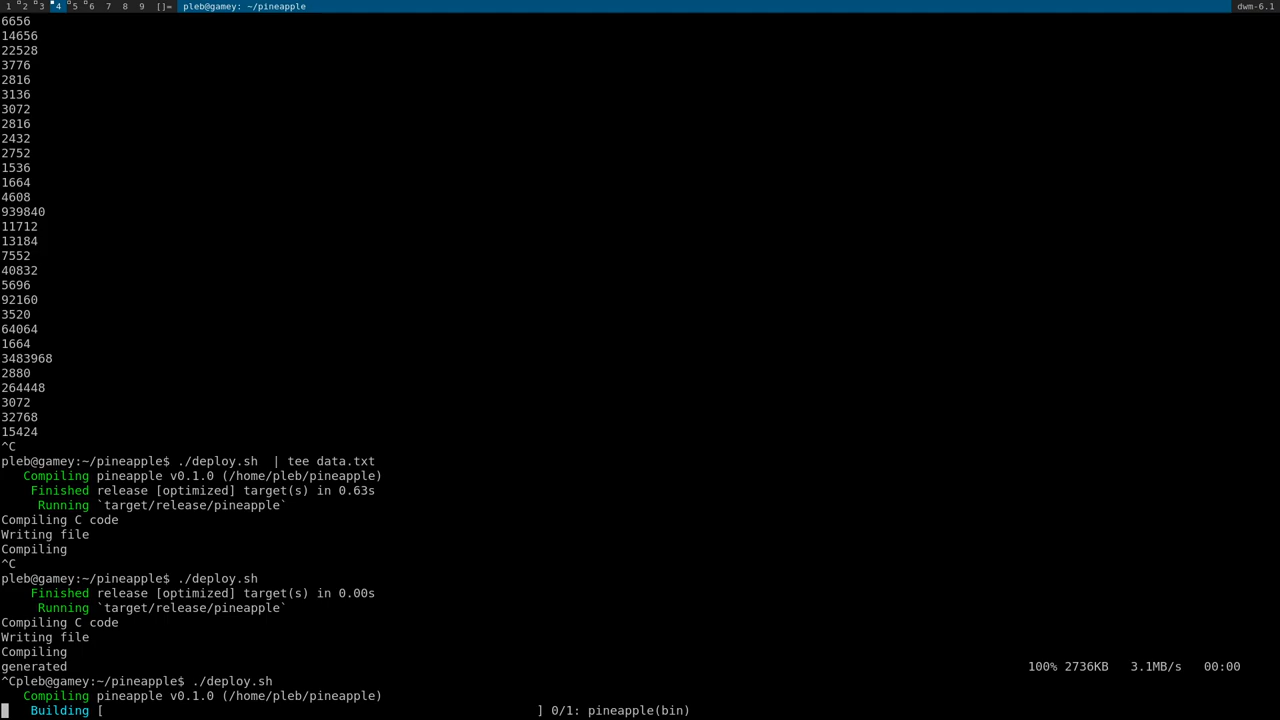 1 2 3 4 5 6 7 8 9 []= pleb@gamey: ~/pineapple dwm-6.1
6656
14656
22528
3776
2816
3136
3072
2816
2432
2752
1536
1664
4608
939840
11712
13184
7552
40832
5696
92160
3520
64064
1664
3483968
2880
264448
3072
32768
15424
^C
pleb@gamey:~/pineapple$ ./deploy.sh  | tee data.txt
   Compiling pineapple v0.1.0 (/home/pleb/pineapple)
    Finished release [optimized] target(s) in 0.63s
     Running `target/release/pineapple`
Compiling C code
Writing file
Compiling
^C
pleb@gamey:~/pineapple$ ./deploy.sh
    Finished release [optimized] target(s) in 0.00s
     Running `target/release/pineapple`
Compiling C code
Writing file
Compiling
generated 100% 2736KB   3.1MB/s   00:00
^Cpleb@gamey:~/pineapple$ ./deploy.sh
   Compiling pineapple v0.1.0 (/home/pleb/pineapple)
    Building [                                                           ] 0/1: pineapple(bin)